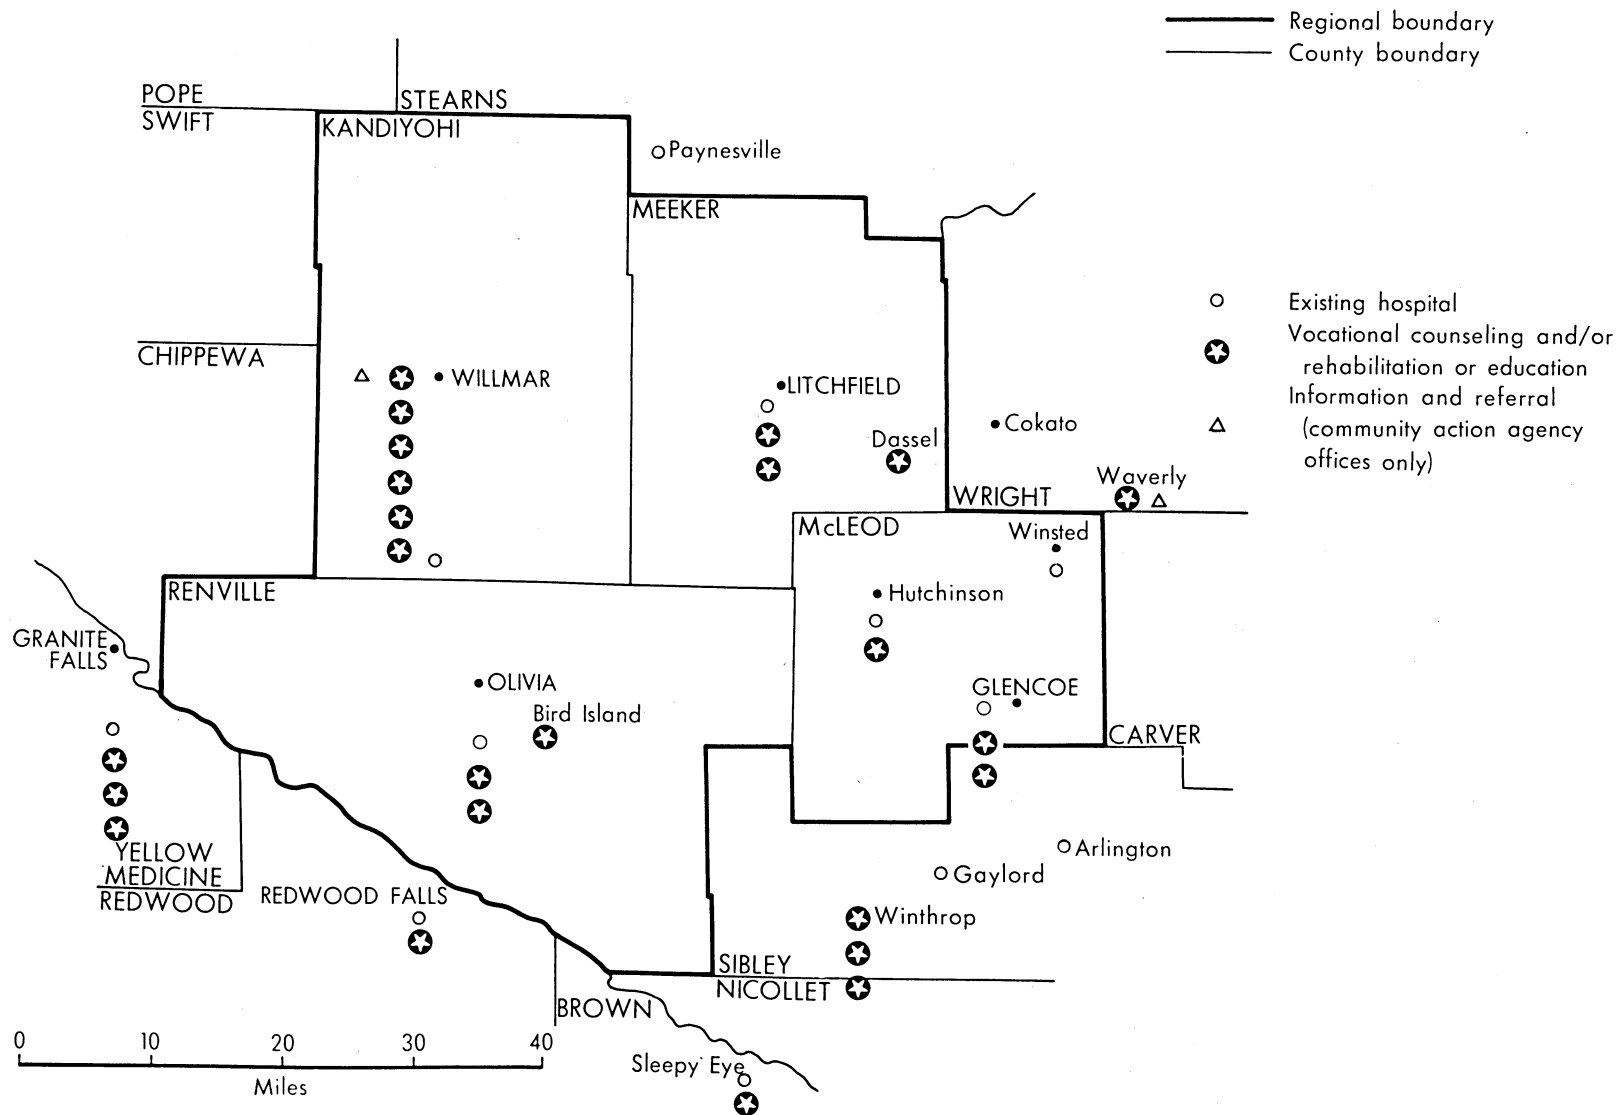 Regional boundary
County boundary
POPE
STEARNS
SWIFT
KANDIYOHI
Paynesville
MEEKER
Existing hospital
Vocational counseling and/or
rehabilitation or education
Information and referral
(community action agency
offices only)
CHIPPEWA
WILLMAR
LITCHFIELD
Cokato
Dassel
Waverly
WRIGHT
McLEOD
Winsted
RENVILLE
Hutchinson
GRANITE
FALLS
OLIVIA
GLENCOE
Bird Island
CARVER
YELLOW
MEDICINE
REDWOOD
REDWOOD FALLS
Arlington
Gaylord
Winthrop
SIBLEY
NICOLLET
BROWN
0 10 20 30 40
Miles
Sleepy Eye